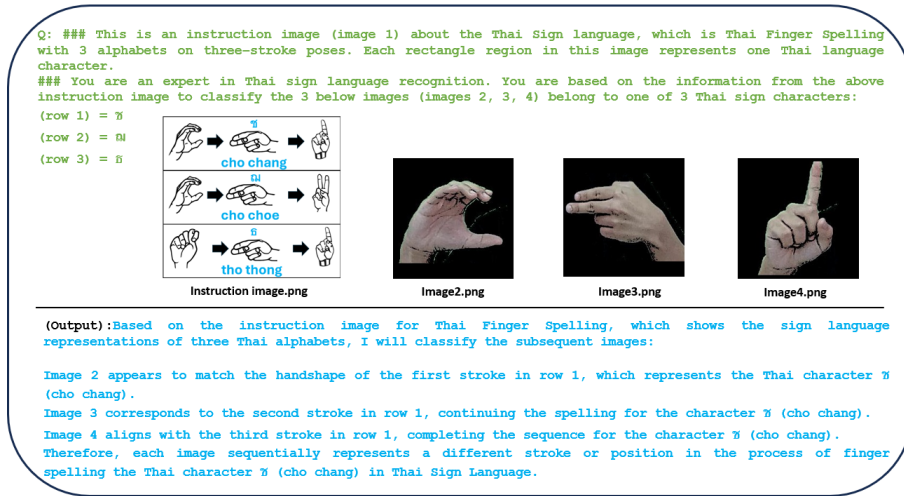 Q: ### This is an instruction image (image 1) about the Thai Sign language, which is Thai Finger Spelling
with 3 alphabets on three-stroke poses. Each rectangle region in this image represents one Thai language
character.
### You are an expert in Thai sign language recognition. You are based on the information from the above
instruction image to classify the 3 below images (images 2, 3, 4) belong to one of 3 Thai sign characters:
(row 1) = ช
(row 2) = ฌ
(row 3) = ธ
ช
cho chang
ฌ
cho choe
ธ
tho thong
Instruction image.png
Image2.png
Image3.png
Image4.png
(Output):Based on the instruction image for Thai Finger Spelling, which shows the sign language
representations of three Thai alphabets, I will classify the subsequent images:
Image 2 appears to match the handshape of the first stroke in row 1, which represents the Thai character ช
(cho chang).
Image 3 corresponds to the second stroke in row 1, continuing the spelling for the character ช (cho chang).
Image 4 aligns with the third stroke in row 1, completing the sequence for the character ช (cho chang).
Therefore, each image sequentially represents a different stroke or position in the process of finger
spelling the Thai character ช (cho chang) in Thai Sign Language.